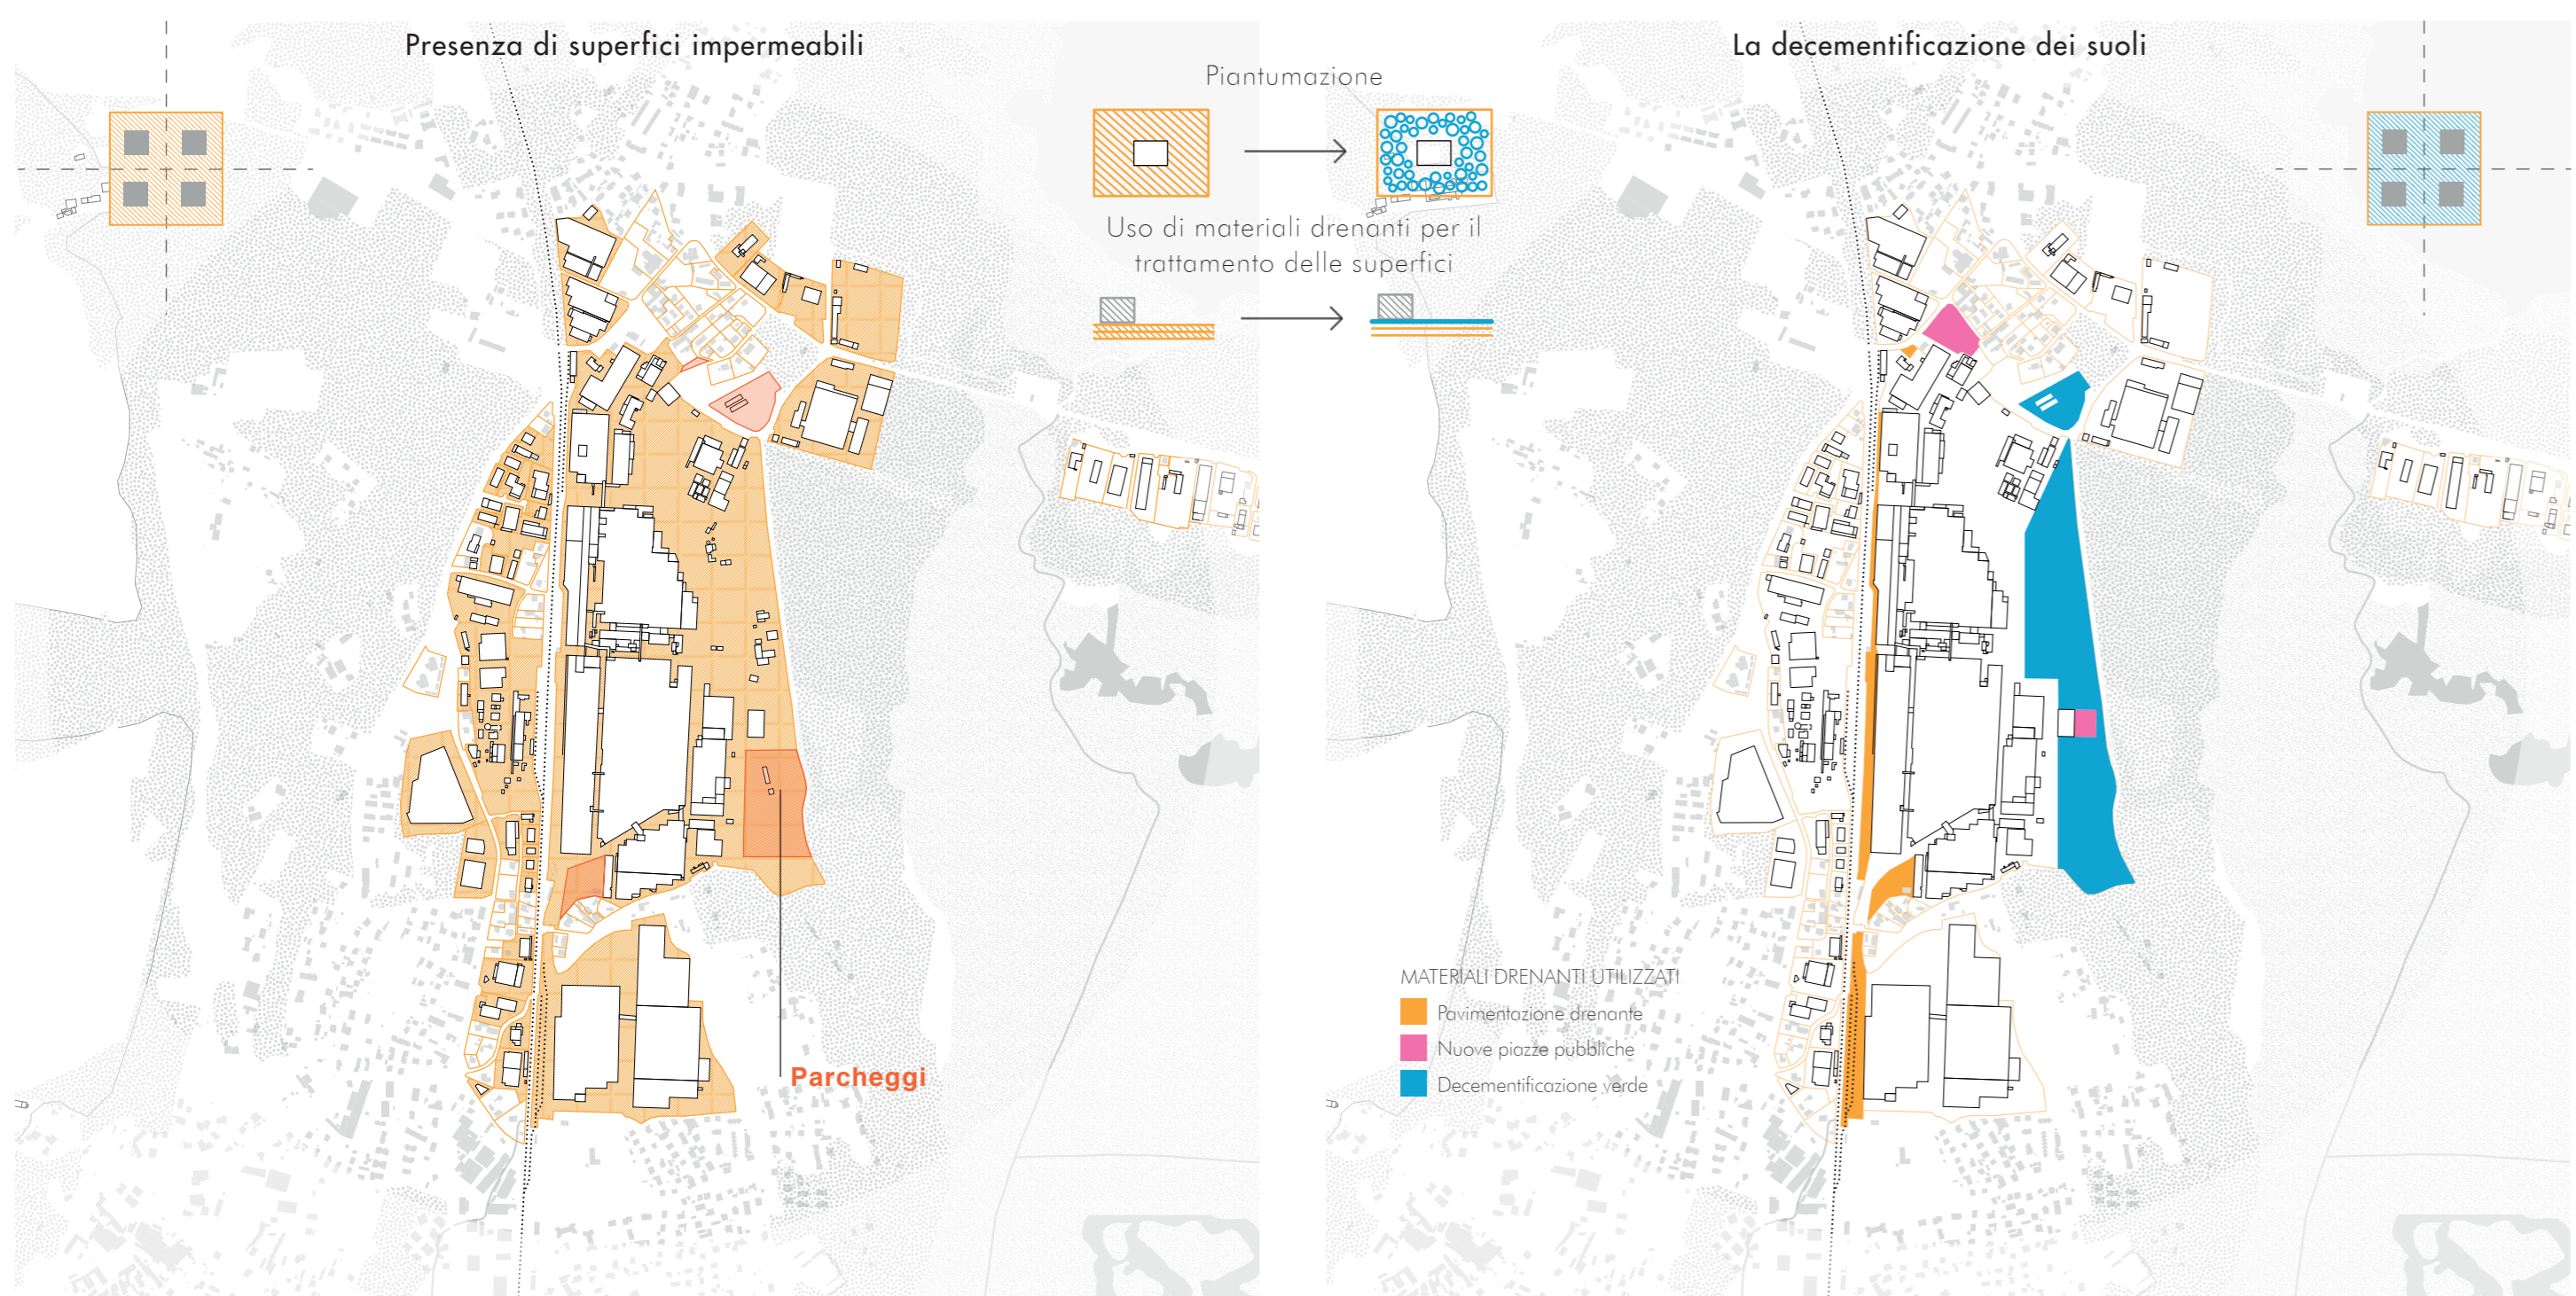 Presenza di superfici impermeabili
La decementificazione dei suoli
Piantumazione
Uso di materiali drenanti per il
trattamento delle superfici
Parcheggi
MATERIALI DRENANTI UTILIZZATI
Pavimentazione drenante
Nuove piazze pubbliche
Decementificazione verde